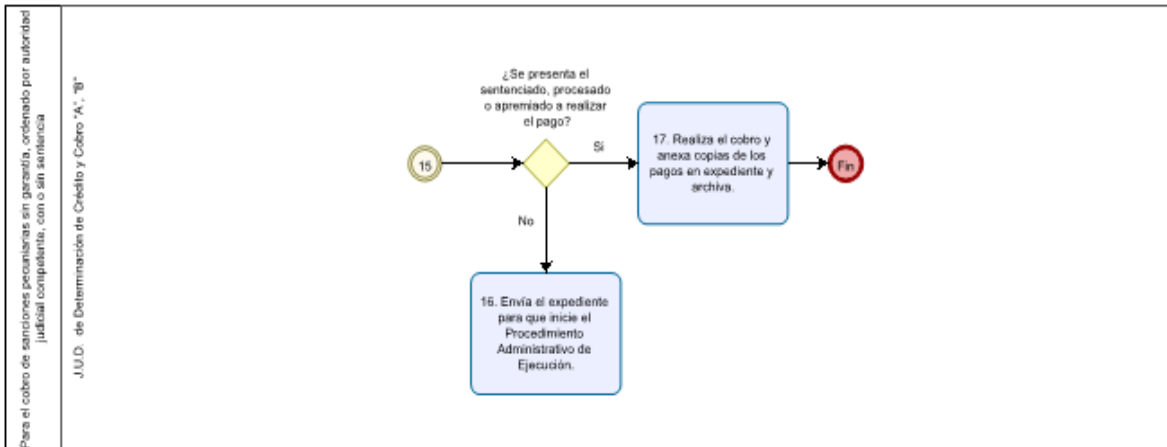 Para el cobro de sanciones pecuniarias sin garantía, ordenado por autoridad
judicial competente, con o sin sentencia
J.U.D. de Determinación de Crédito y Cobro "A", "B"
¿Se presenta el
sentenciado, procesado
o apremiado a realizar
el pago?
15
Si
17. Realiza el cobro y
anexa copias de los
pagos en expediente y
archiva.
Fin
No
16. Envía el expediente
para que inicie el
Procedimiento
Administrativo de
Ejecución.